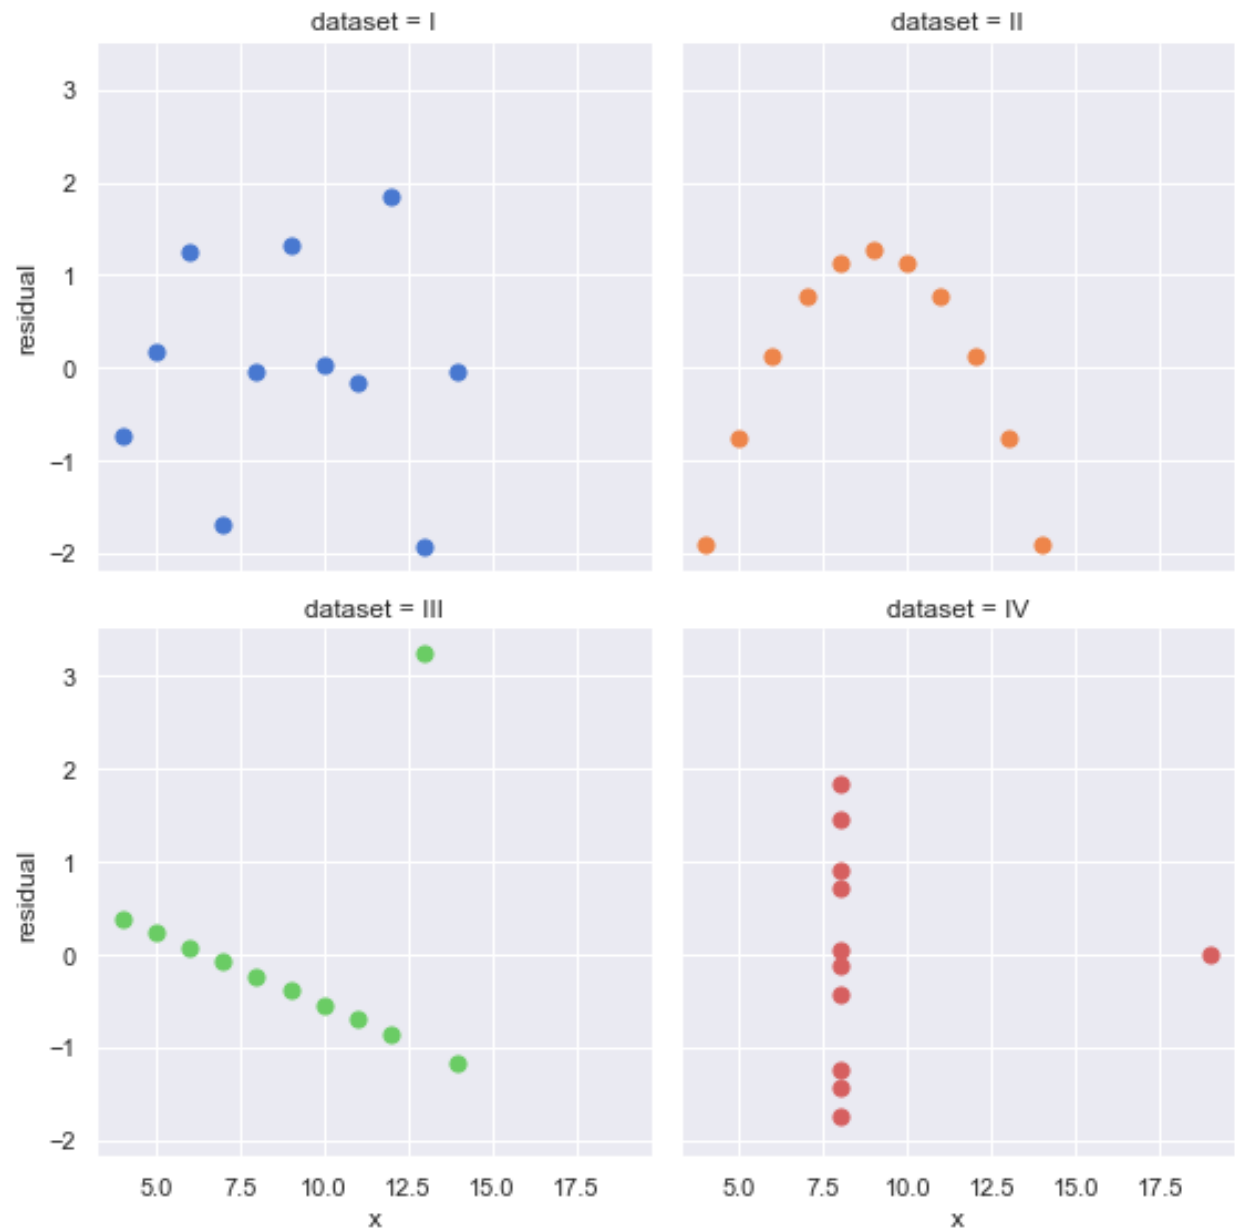 dataset = I
dataset = II
3
2
1
0
−1
−2
residual
dataset = III
dataset = IV
3
2
1
0
−1
−2
residual
5.0 7.5 10.0 12.5 15.0 17.5
x
5.0 7.5 10.0 12.5 15.0 17.5
x